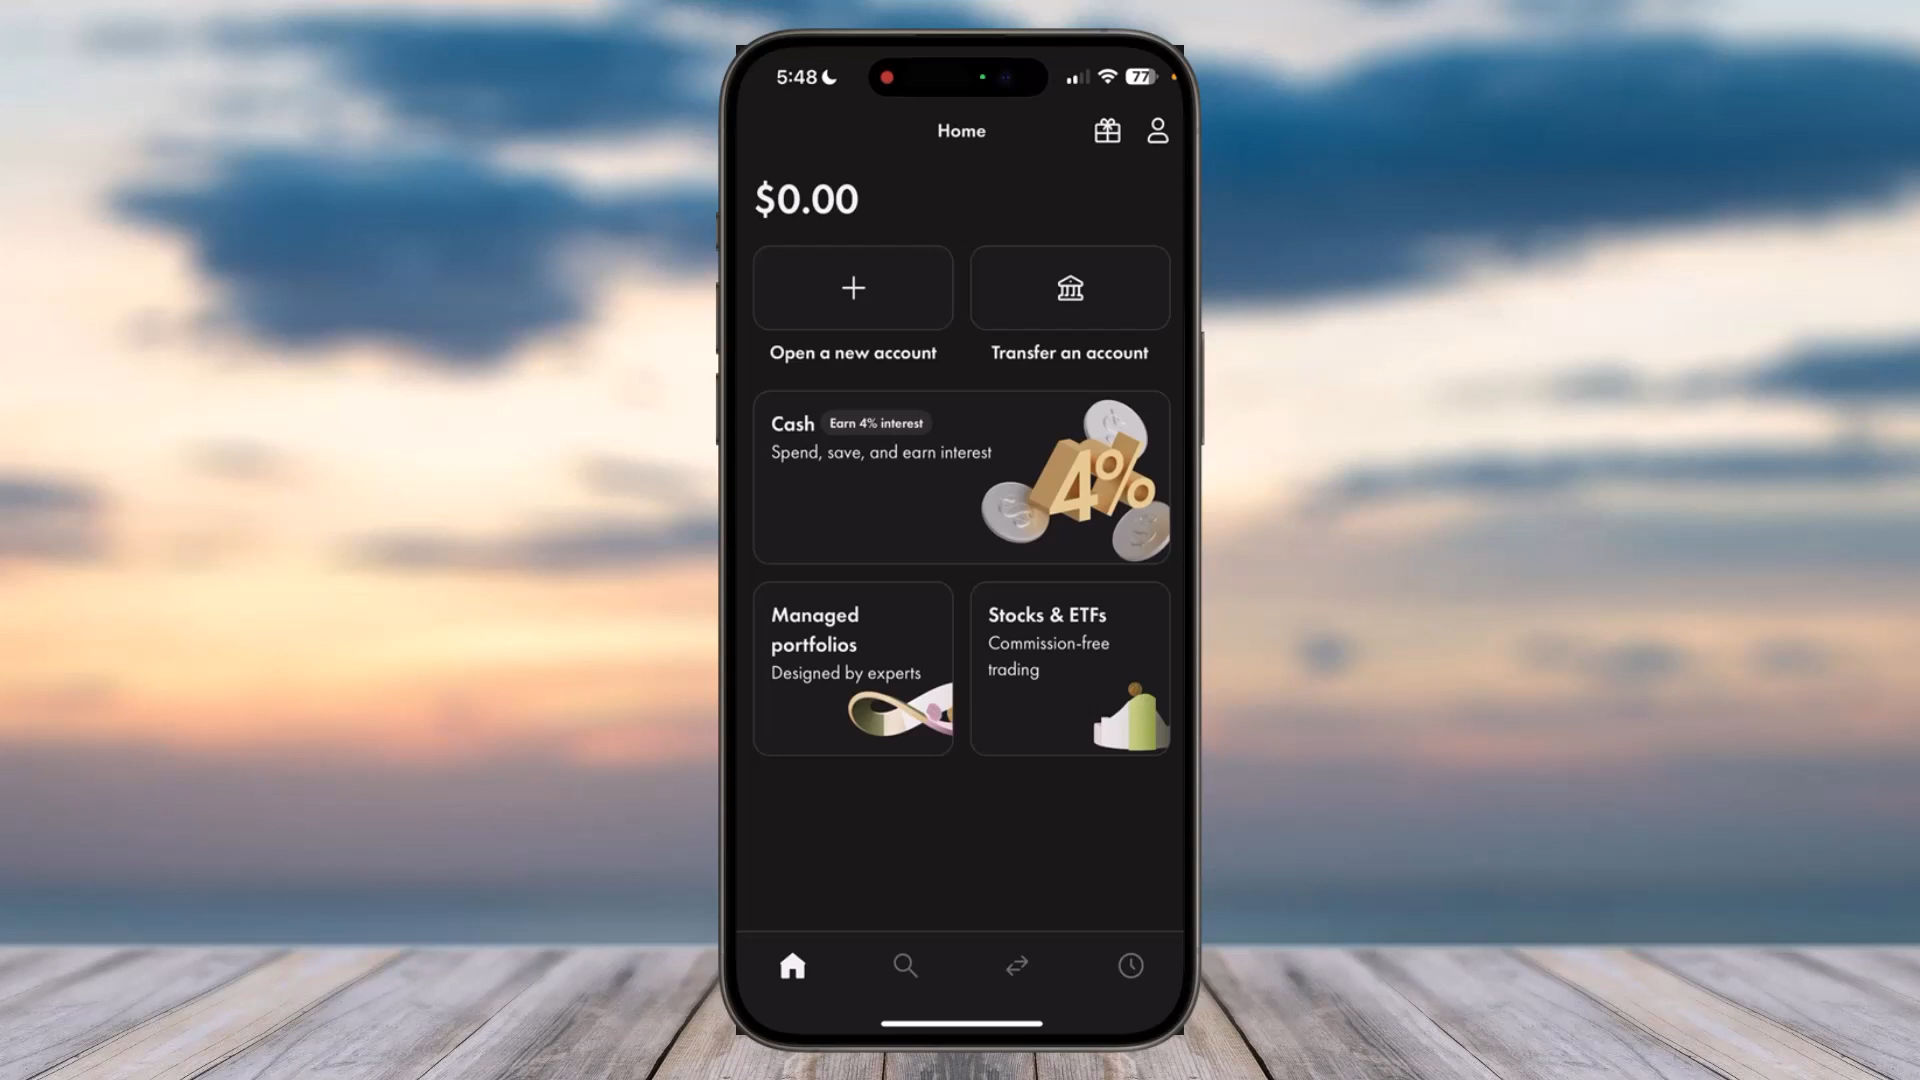 5:48
77
Home
$0.00
Open a new account
Transfer an account
Cash
Earn 4% interest
Spend, save, and earn interest
4%
Managed
portfolios
Designed by experts
Stocks & ETFs
Commission-free
trading